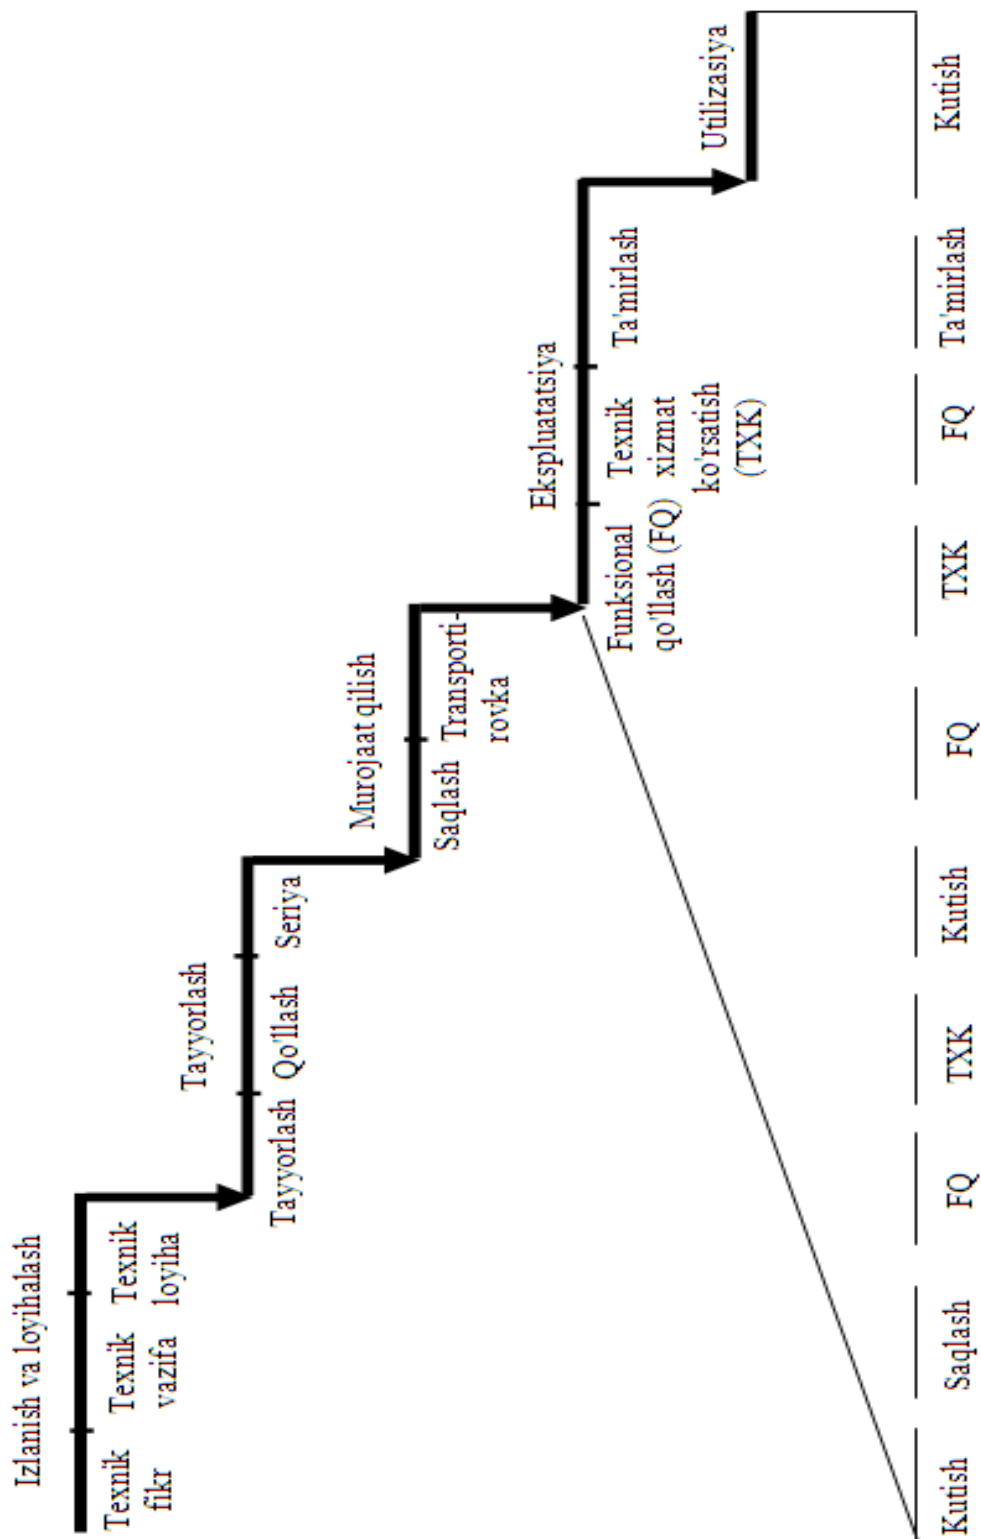 Izlanish va loyihalash
Texnik
fikr
Texnik
vazifa
Texnik
loyiha
Tayyorlash
Tayyorlash
Qo'llash
Seriya
Murojaat qilish
Saqlash
Transporti-
rovka
Ekspluatatsiya
Funksional
qo'llash (FQ)
Texnik
xizmat
ko'rsatish
(TXK)
Ta'mirlash
Utilizasiya
Kutish
Saqlash
FQ
TXK
Kutish
FQ
TXK
FQ
Ta'mirlash
Kutish